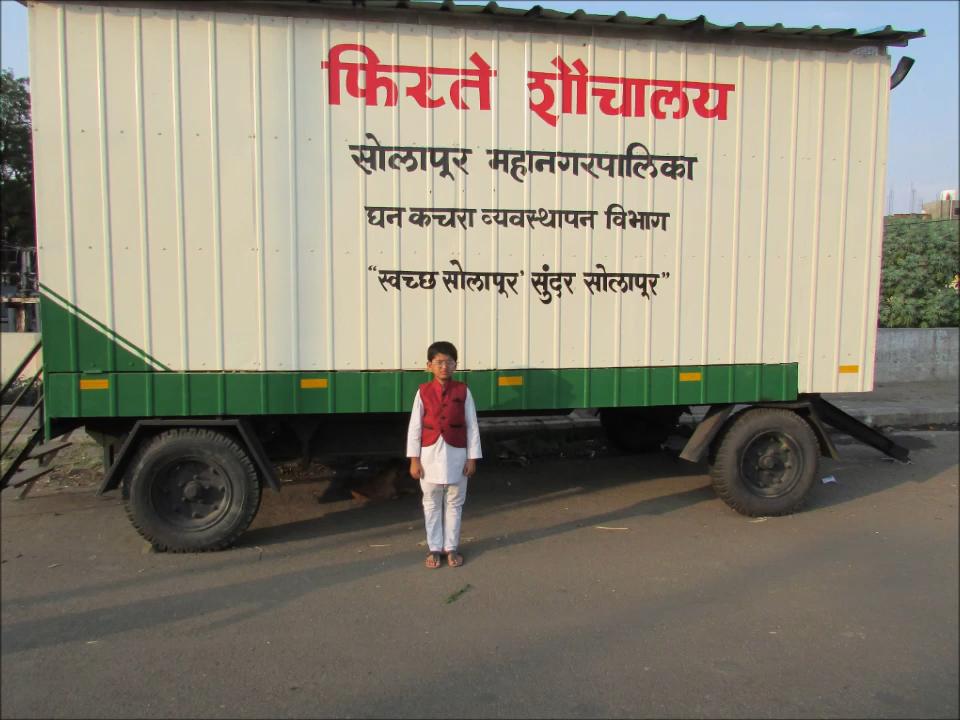 फिरते शौचालय
सोलापूर महानगरपालिका
घन कचरा व्यवस्थापन विभाग
“स्वच्छ सोलापूर’ सुंदर सोलापूर”